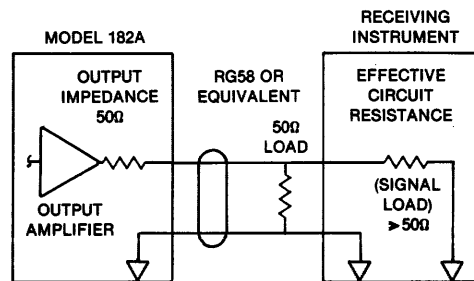 MODEL 182A
OUTPUT
IMPEDANCE
50Ω
OUTPUT
AMPLIFIER
RG58 OR
EQUIVALENT
50Ω
LOAD
RECEIVING
INSTRUMENT
EFFECTIVE
CIRCUIT
RESISTANCE
(SIGNAL
LOAD)
⩾50Ω